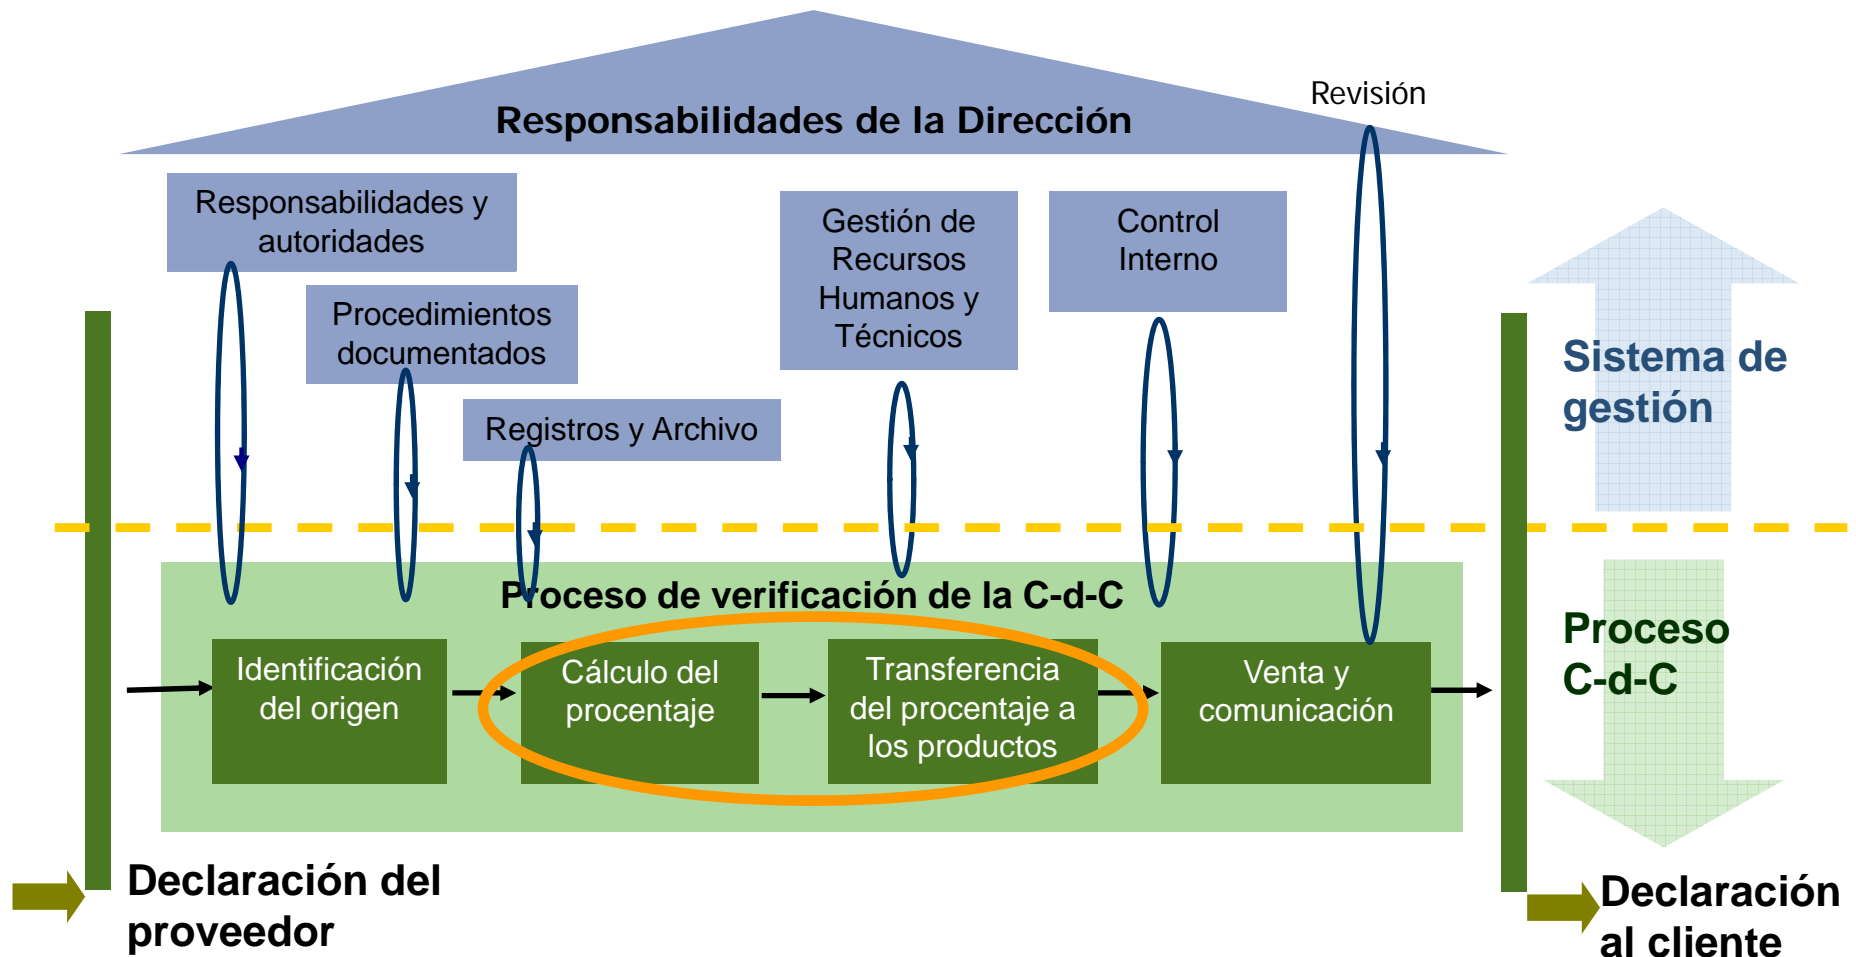 Revisión
Responsabilidades de la Dirección
Responsabilidades y
autoridades
Procedimientos
documentados
Registros y Archivo
Gestión de
Recursos
Humanos y
Técnicos
Control
Interno
Sistema de
gestión
Proceso de verificación de la C-d-C
Identificación
del origen
Cálculo del
procentaje
Transferencia
del procentaje a
los productos
Venta y
comunicación
Proceso
C-d-C
Declaración del
proveedor
Declaración
al cliente